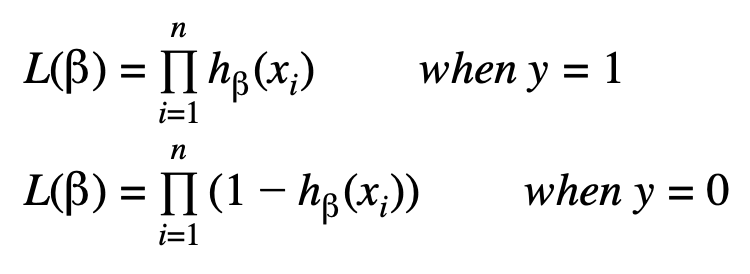 L(β) = ∏_{i=1}^{n} h_β(x_i) when y = 1
L(β) = ∏_{i=1}^{n} (1 − h_β(x_i)) when y = 0